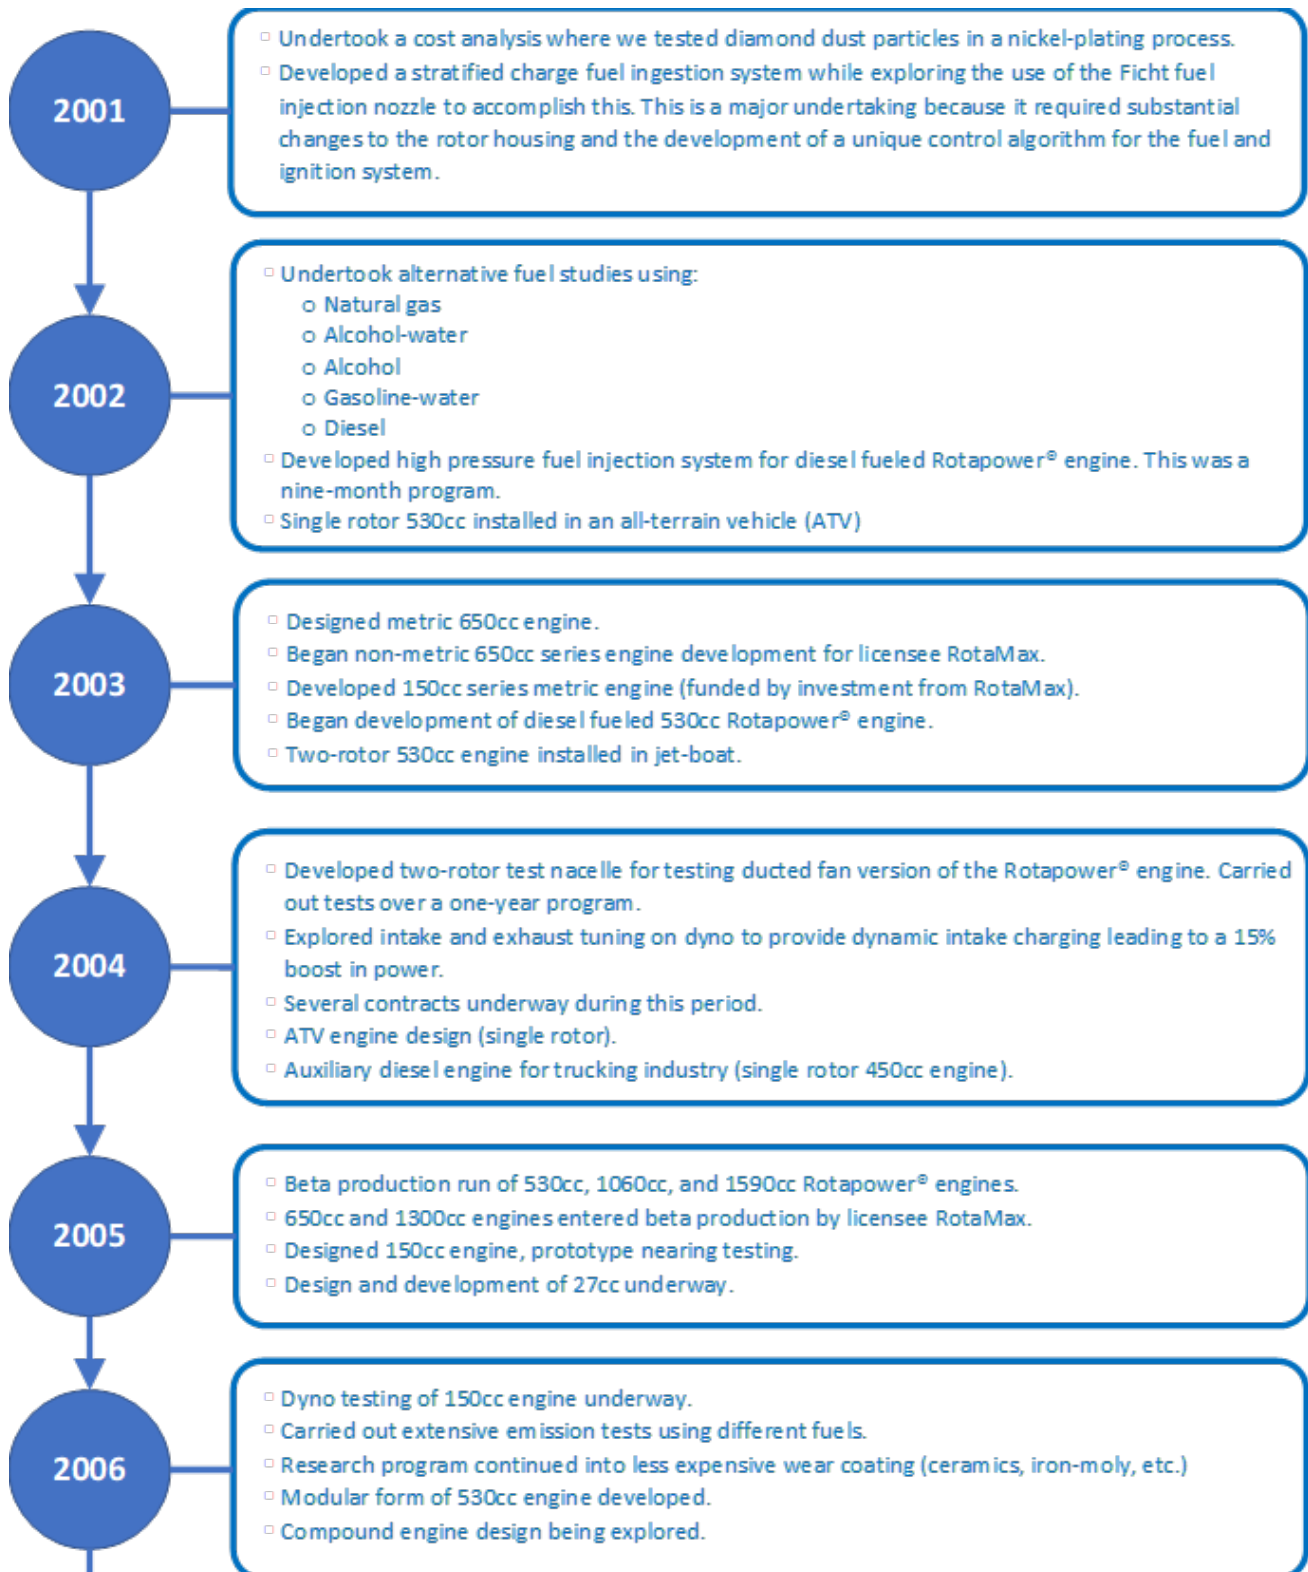 2001
▫ Undertook a cost analysis where we tested diamond dust particles in a nickel-plating process.
▫ Developed a stratified charge fuel ingestion system while exploring the use of the Ficht fuel
injection nozzle to accomplish this. This is a major undertaking because it required substantial
changes to the rotor housing and the development of a unique control algorithm for the fuel and
ignition system.
2002
▫ Undertook alternative fuel studies using:
o Natural gas
o Alcohol-water
o Alcohol
o Gasoline-water
o Diesel
▫ Developed high pressure fuel injection system for diesel fueled Rotapower® engine. This was a
nine-month program.
▫ Single rotor 530cc installed in an all-terrain vehicle (ATV)
2003
▫ Designed metric 650cc engine.
▫ Began non-metric 650cc series engine development for licensee RotaMax.
▫ Developed 150cc series metric engine (funded by investment from RotaMax).
▫ Began development of diesel fueled 530cc Rotapower® engine.
▫ Two-rotor 530cc engine installed in jet-boat.
2004
▫ Developed two-rotor test nacelle for testing ducted fan version of the Rotapower® engine. Carried
out tests over a one-year program.
▫ Explored intake and exhaust tuning on dyno to provide dynamic intake charging leading to a 15%
boost in power.
▫ Several contracts underway during this period.
▫ ATV engine design (single rotor).
▫ Auxiliary diesel engine for trucking industry (single rotor 450cc engine).
2005
▫ Beta production run of 530cc, 1060cc, and 1590cc Rotapower® engines.
▫ 650cc and 1300cc engines entered beta production by licensee RotaMax.
▫ Designed 150cc engine, prototype nearing testing.
▫ Design and development of 27cc underway.
2006
▫ Dyno testing of 150cc engine underway.
▫ Carried out extensive emission tests using different fuels.
▫ Research program continued into less expensive wear coating (ceramics, iron-moly, etc.)
▫ Modular form of 530cc engine developed.
▫ Compound engine design being explored.